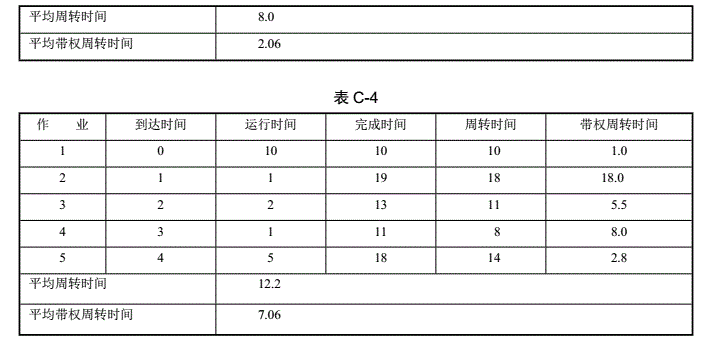 平均周转时间 8.0
平均带权周转时间 2.06
表 C-4
作 业 到达时间 运行时间 完成时间 周转时间 带权周转时间
1 0 10 10 10 1.0
2 1 1 19 18 18.0
3 2 2 13 11 5.5
4 3 1 11 8 8.0
5 4 5 18 14 2.8
平均周转时间 12.2
平均带权周转时间 7.06